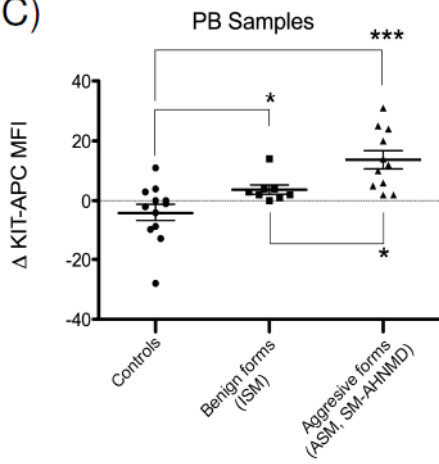 C)
PB Samples
***
*
40
20
0
-20
-40
Δ KIT-APC MFI
*
Controls
Benign forms
(ISM)
Aggresive forms
(ASM, SM-AHNMD)